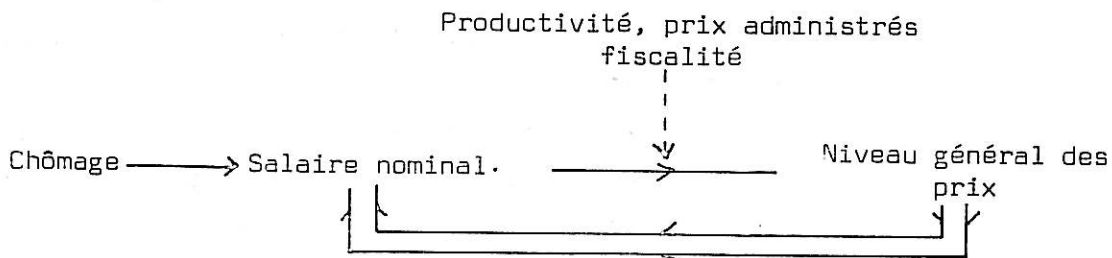 Productivité, prix administrés
fiscalité
Chômage
Salaire nominal.
Niveau général des
prix